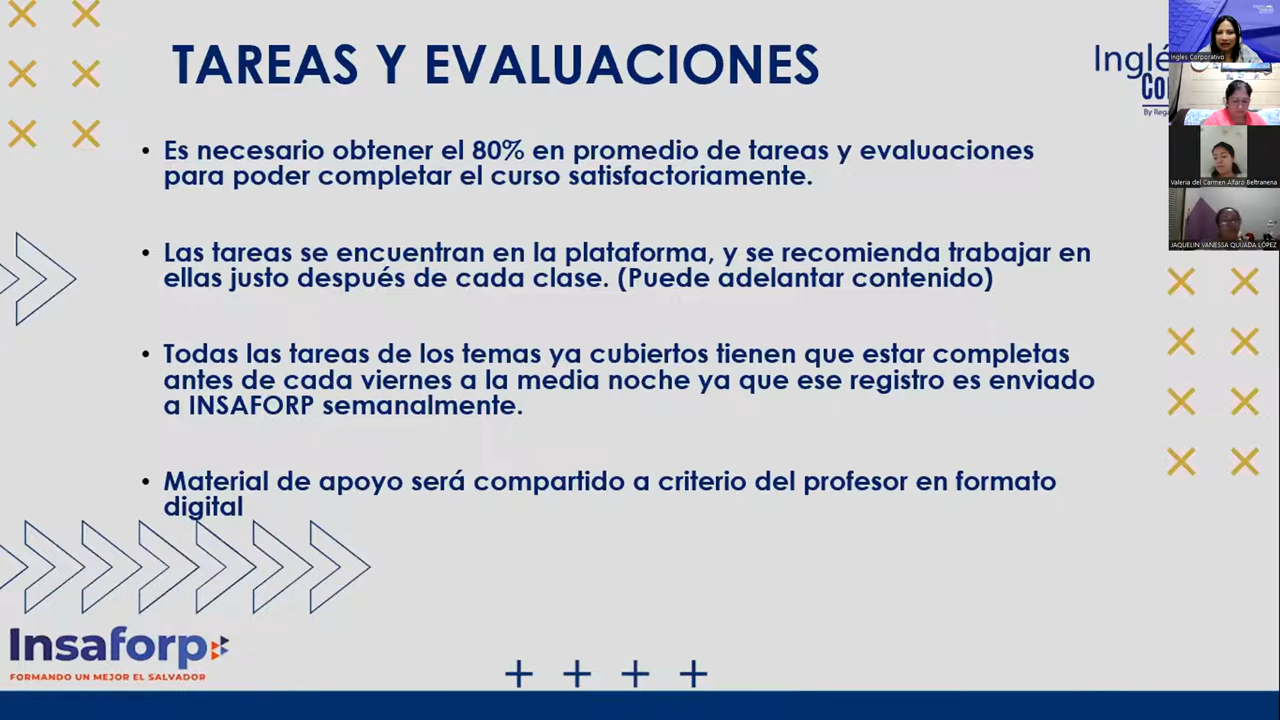 TAREAS Y EVALUACIONES
• Es necesario obtener el 80% en promedio de tareas y evaluaciones
para poder completar el curso satisfactoriamente.
• Las tareas se encuentran en la plataforma, y se recomienda trabajar en
ellas justo después de cada clase. (Puede adelantar contenido)
• Todas las tareas de los temas ya cubiertos tienen que estar completas
antes de cada viernes a la media noche ya que ese registro es enviado
a INSAFORP semanalmente.
• Material de apoyo será compartido a criterio del profesor en formato
digital
Insaforp
FORMANDO UN MEJOR EL SALVADOR
Ingles Corporativo
Valeria del Carmen Alfaro Beltranena
JAQUELIN VANESSA QUIJADA LÓPEZ